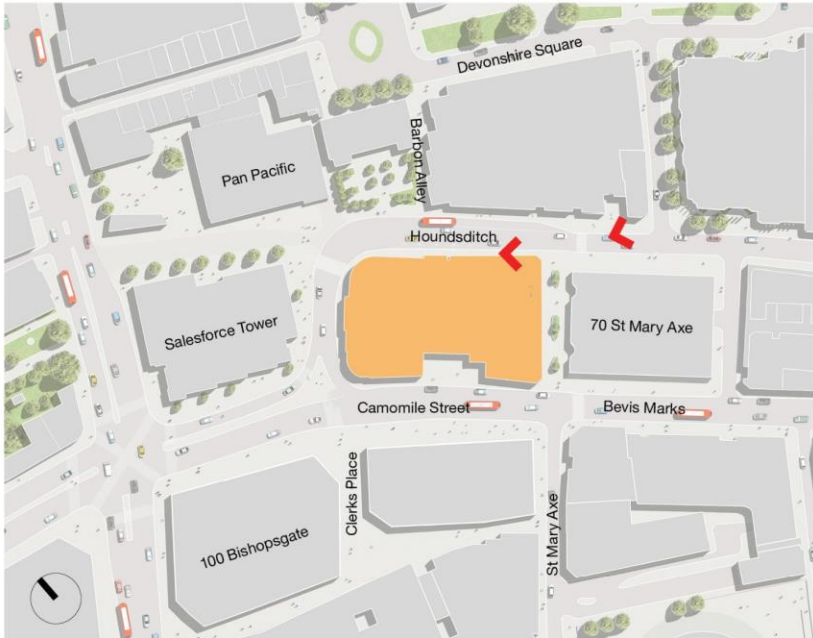 Devonshire Square
Barbon Alley
Pan Pacific
Houndsditch
Salesforce Tower
70 St Mary Axe
Camomile Street
Bevis Marks
Clerks Place
100 Bishopsgate
St Mary Axe